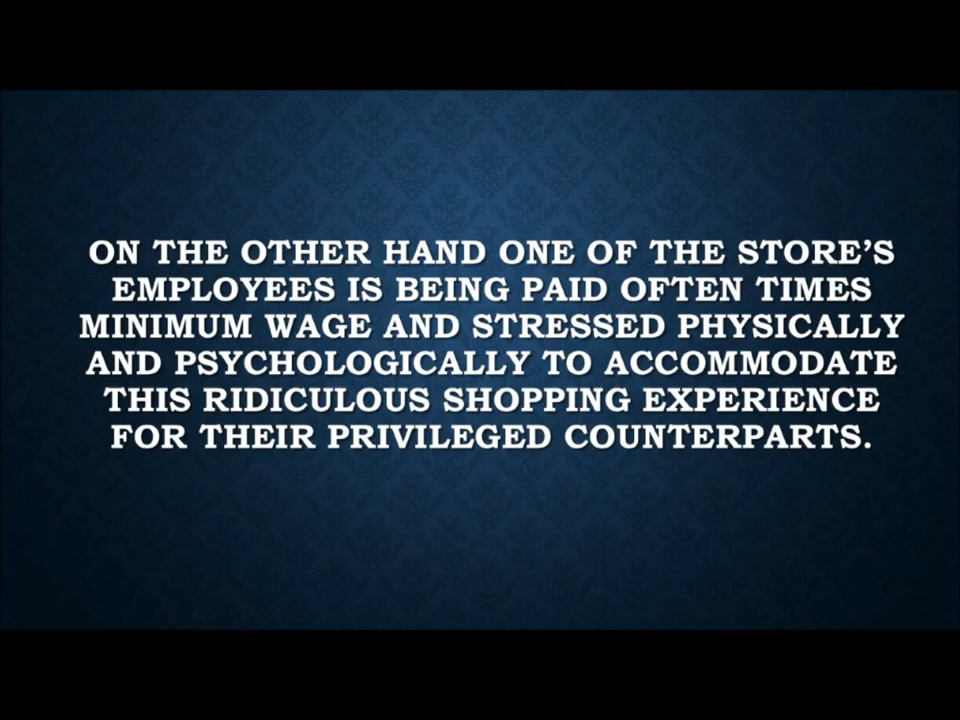 ON THE OTHER HAND ONE OF THE STORE’S
EMPLOYEES IS BEING PAID OFTEN TIMES
MINIMUM WAGE AND STRESSED PHYSICALLY
AND PSYCHOLOGICALLY TO ACCOMMODATE
THIS RIDICULOUS SHOPPING EXPERIENCE
FOR THEIR PRIVILEGED COUNTERPARTS.